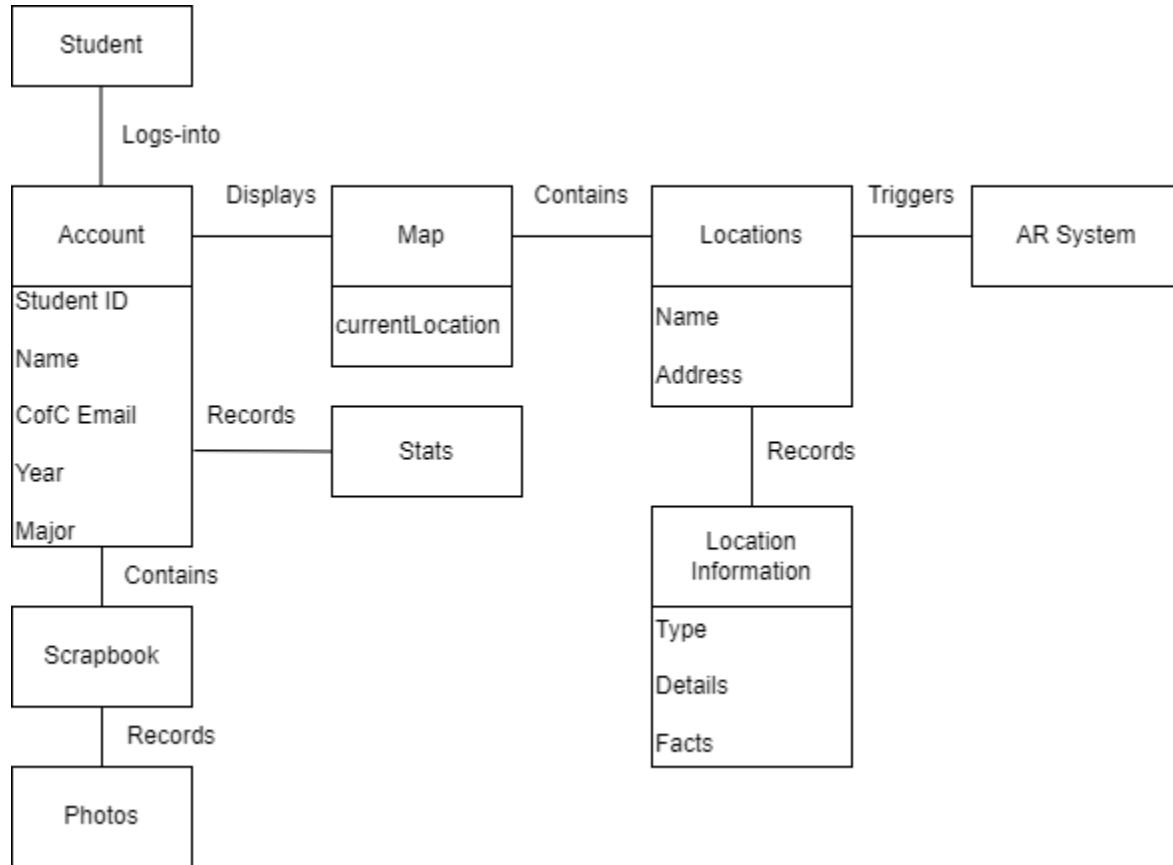 Student
Logs-into
Displays
Contains
Triggers
Account
Map
Locations
AR System
Student ID
Name
CofC Email
Year
Major
currentLocation
Name
Address
Records
Stats
Records
Location
Information
Type
Details
Facts
Contains
Scrapbook
Records
Photos